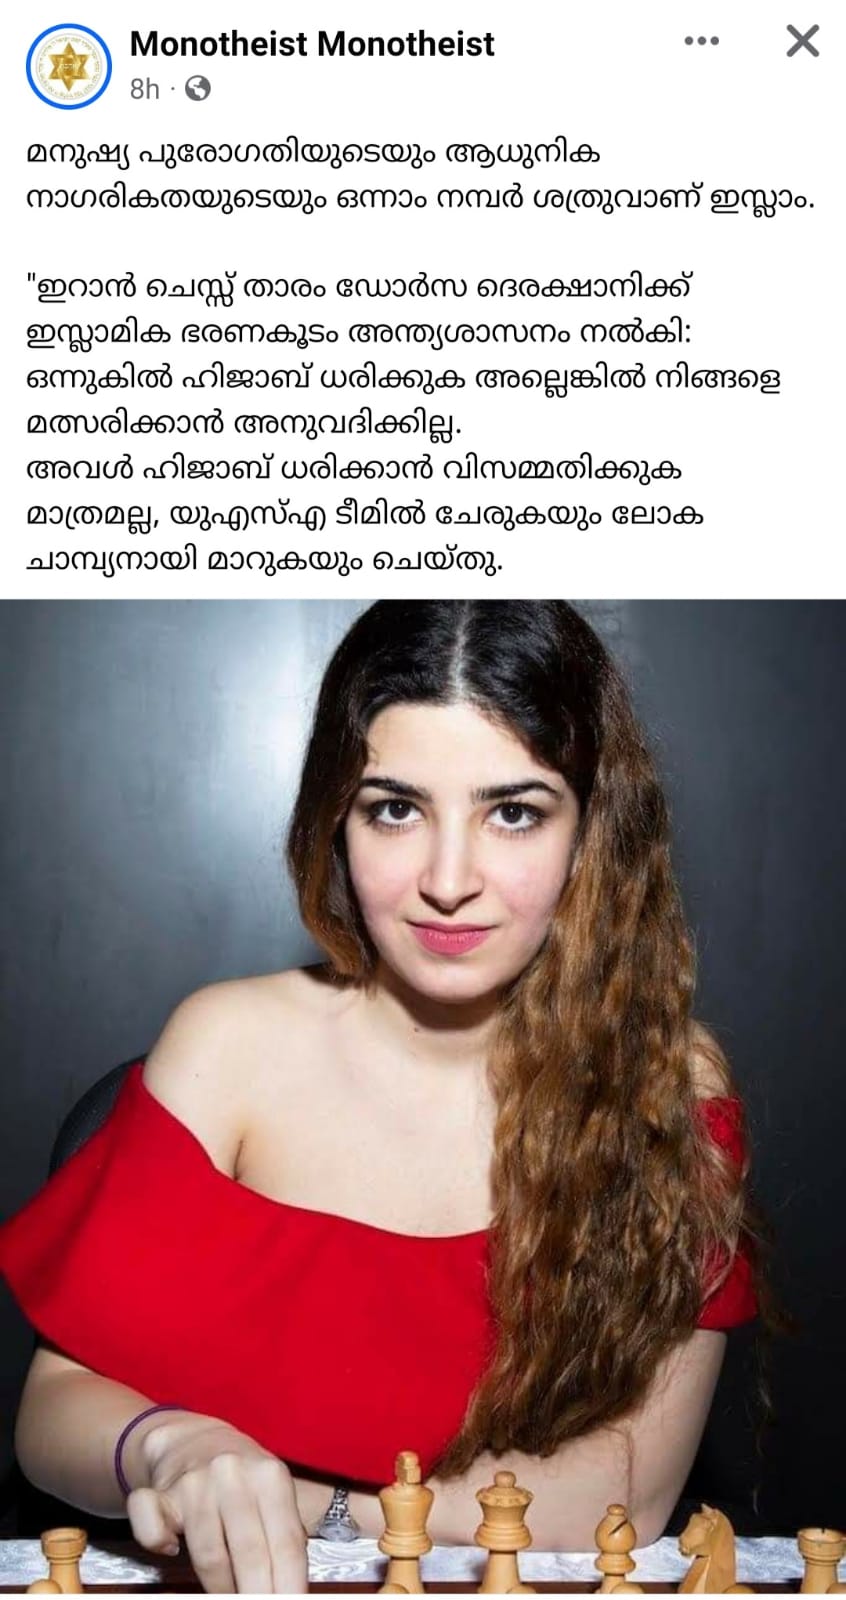 Monotheist Monotheist
8h
മനുഷ്യ പുരോഗതിയുടെയും ആധുനിക
നാഗരികതയുടെയും ഒന്നാം നമ്പർ ശത്രുവാണ് ഇസ്ലാം.
"ഇറാൻ ചെസ്സ് താരം ഡോർസ ദെരക്ഷാനിക്ക്
ഇസ്ലാമിക ഭരണകൂടം അന്ത്യശാസനം നൽകി:
ഒന്നുകിൽ ഹിജാബ് ധരിക്കുക അല്ലെങ്കിൽ നിങ്ങളെ
മത്സരിക്കാൻ അനുവദിക്കില്ല.
അവൾ ഹിജാബ് ധരിക്കാൻ വിസമ്മതിക്കുക
മാത്രമല്ല, യുഎസ്എ ടീമിൽ ചേരുകയും ലോക
ചാമ്പ്യനായി മാറുകയും ചെയ്തു.